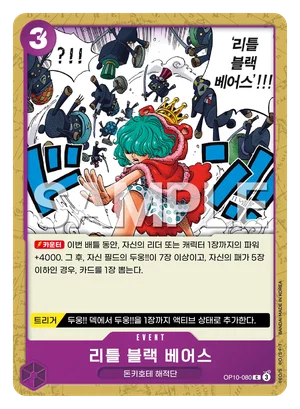 3
?!!
'리틀
블랙
베어스'!!!
SAMPLE
카운터 이번 배틀 동안, 자신의 리더 또는 캐릭터 1장까지의 파워
+4000. 그 후, 자신 필드의 두웅!!이 7장 이상이고, 자신의 패가 5장
이하인 경우, 카드를 1장 뽑는다.
트리거 두웅!! 덱에서 두웅!!을 1장까지 액티브 상태로 추가한다.
EVENT
리틀 블랙 베어스
돈키호테 해적단
OP10-080